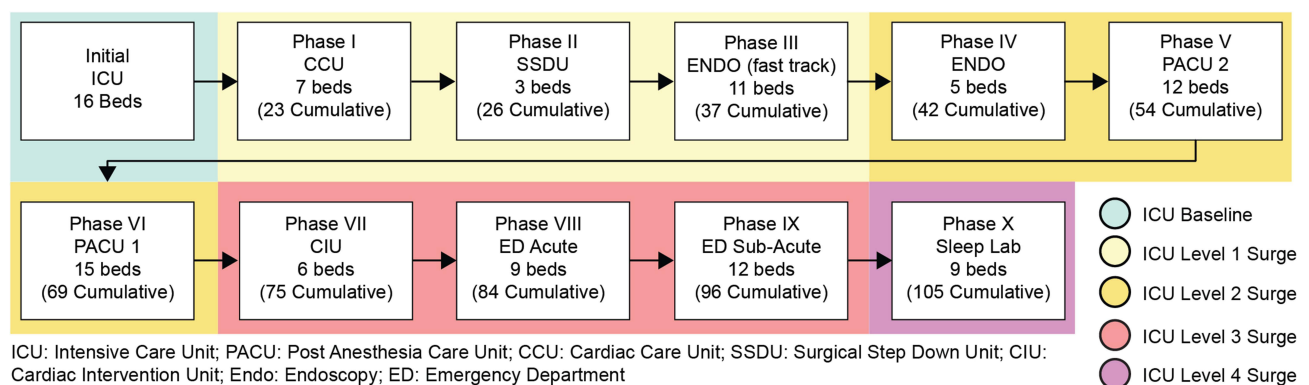 Initial
ICU
16 Beds
Phase I
CCU
7 beds
(23 Cumulative)
Phase II
SSDU
3 beds
(26 Cumulative)
Phase III
ENDO (fast track)
11 beds
(37 Cumulative)
Phase IV
ENDO
5 beds
(42 Cumulative)
Phase V
PACU 2
12 beds
(54 Cumulative)
Phase VI
PACU 1
15 beds
(69 Cumulative)
Phase VII
CIU
6 beds
(75 Cumulative)
Phase VIII
ED Acute
9 beds
(84 Cumulative)
Phase IX
ED Sub-Acute
12 beds
(96 Cumulative)
Phase X
Sleep Lab
9 beds
(105 Cumulative)
ICU Baseline
ICU Level 1 Surge
ICU Level 2 Surge
ICU Level 3 Surge
ICU Level 4 Surge
ICU: Intensive Care Unit; PACU: Post Anesthesia Care Unit; CCU: Cardiac Care Unit; SSDU: Surgical Step Down Unit; CIU:
Cardiac Intervention Unit; Endo: Endoscopy; ED: Emergency Department